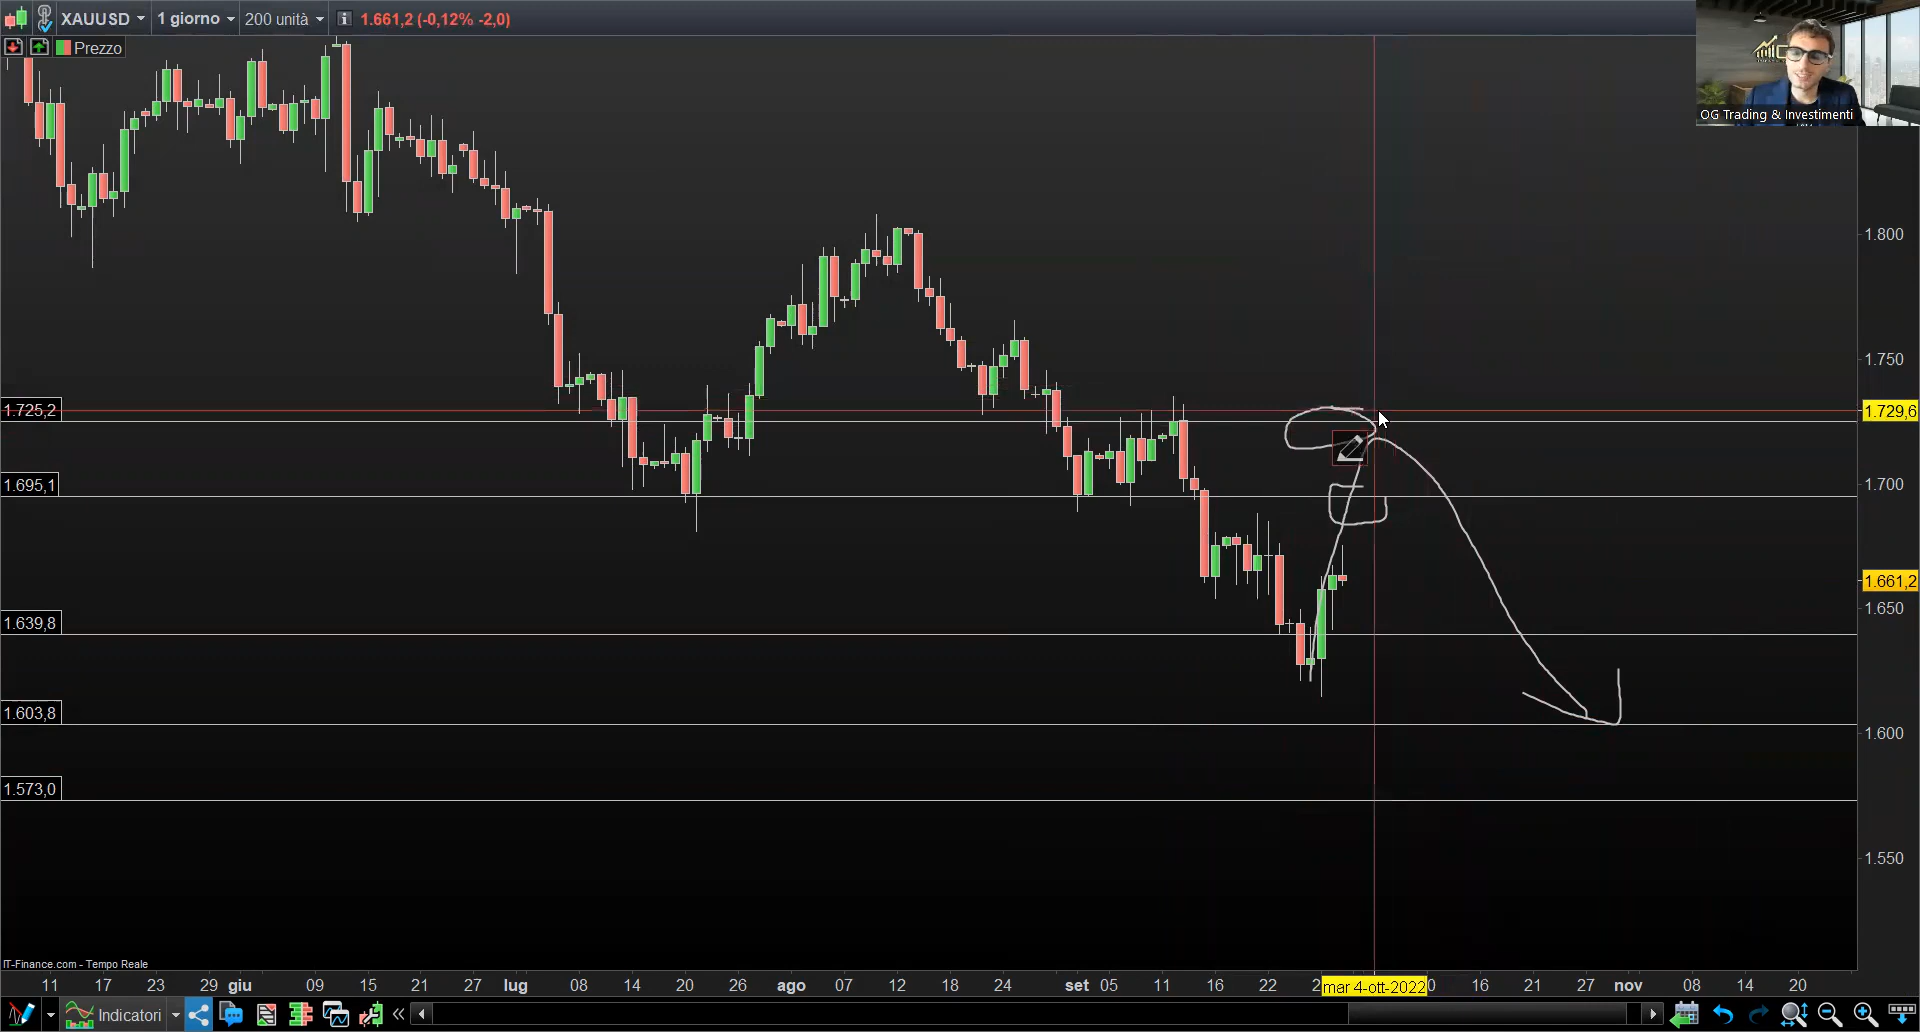 XAUUSD 1 giorno 200 unità 1.661,2 (-0,12% -2,0)
Prezzo
OG Trading & Investimenti
1.800
1.750
1.725,2
1.729,6
1.695,1
1.700
1.661,2
1.650
1.639,8
1.603,8
1.600
1.573,0
1.550
IT-Finance.com - Tempo Reale
11 17 23 29 giu 09 15 21 27 lug 08 14 20 26 ago 07 12 18 24 set 05 11 16 22 2 mar 4-ott-2022 0 16 21 27 nov 08 14 20
Indicatori